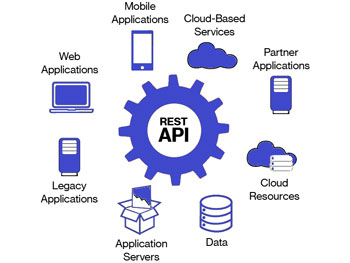 Mobile
Applications
Cloud-Based
Services
Web
Applications
Partner
Applications
REST
API
Legacy
Applications
Cloud
Resources
Application
Servers
Data